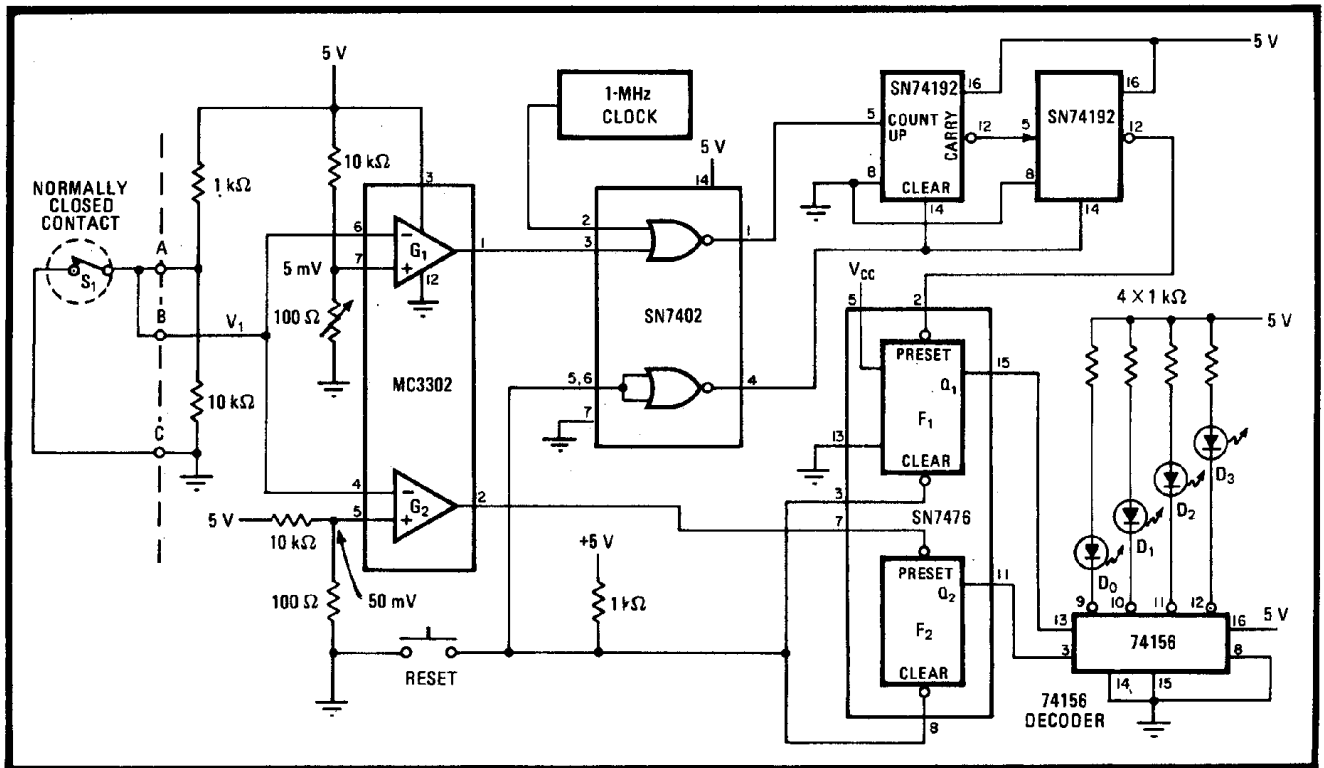 5 V
1 kΩ
10 kΩ
NORMALLY
CLOSED
CONTACT
S1
A
B
C
V1
10 kΩ
5 mV
100 Ω
3
6
7
G1
12
1
MC3302
4
5
G2
2
5 V
10 kΩ
100 Ω
50 mV
RESET
+5 V
1 kΩ
1-MHz
CLOCK
5 V
14
2
3
1
SN7402
5,6
4
7
5 V
SN74192
16
5
COUNT
UP
CARRY
12
8
CLEAR
14
SN74192
16
5
12
8
14
VCC
5
2
PRESET
Q1
15
F1
13
CLEAR
3
SN7476
7
PRESET
Q2
11
F2
CLEAR
8
4 X 1 kΩ
5 V
D3
D2
D1
D0
9
10
11
12
13
3
74156
16
5 V
8
14
15
74156
DECODER